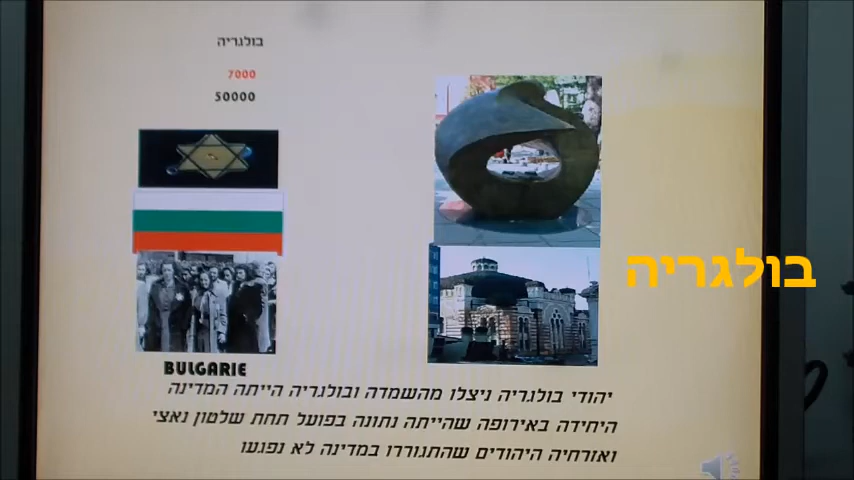 בולגריה
7000
50000
בולגריה
BULGARIE
יהודי בולגריה ניצלו מהשמדה ובולגריה הייתה המדינה
היחידה באירופה שהייתה נתונה בפועל תחת שלטון נאצי
ואזרחיה היהודים שהתגוררו במדינה לא נפגעו